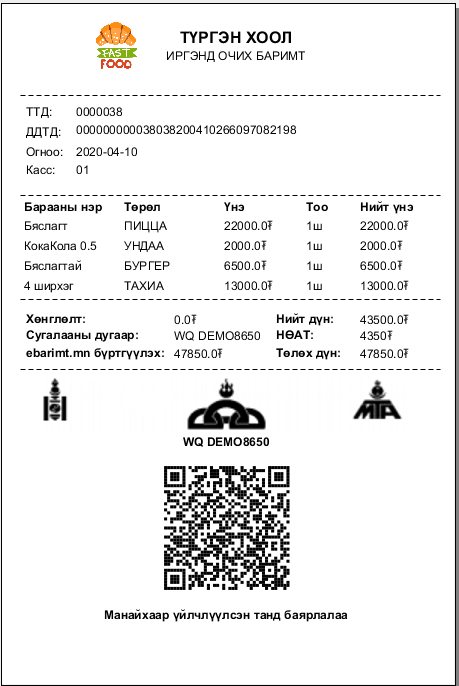 FAST
FOOD
ТҮРГЭН ХООЛ
ИРГЭНД ОЧИХ БАРИМТ
ТТД: 0000038
ДДТД: 000000000038038200410266097082198
Огноо: 2020-04-10
Касс: 01
Барааны нэр Төрөл Үнэ Тоо Нийт үнэ
Бяслагт ПИЦЦА 22000.0₮ 1ш 22000.0₮
КокаКола 0.5 УНДАА 2000.0₮ 1ш 2000.0₮
Бяслагтай БУРГЕР 6500.0₮ 1ш 6500.0₮
4 ширхэг ТАХИА 13000.0₮ 1ш 13000.0₮
Хөнглөлт: 0.0₮ Нийт дүн: 43500.0₮
Сугалааны дугаар: WQ DEMO8650 НӨАТ: 4350₮
ebarimt.mn бүртгүүлэх: 47850.0₮ Төлөх дүн: 47850.0₮
МТА
WQ DEMO8650
Манайхаар үйлчлүүлсэн танд баярлалаа